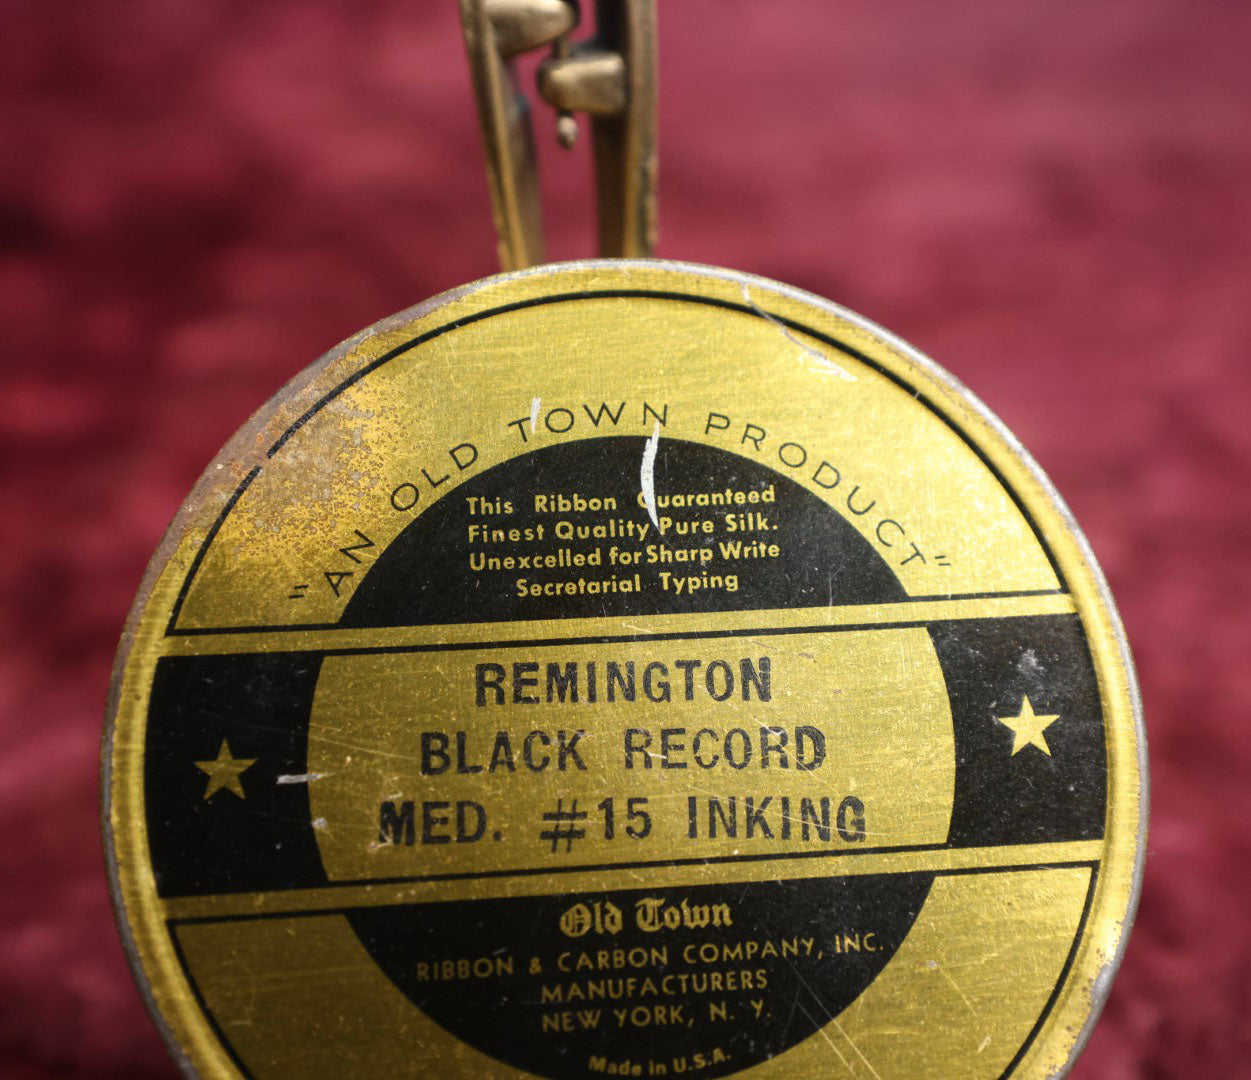 "AN OLD TOWN PRODUCT"
This Ribbon Guaranteed
Finest Quality Pure Silk.
Unexcelled for Sharp Write
Secretarial Typing
REMINGTON
BLACK RECORD
MED. #15 INKING
Old Town
RIBBON & CARBON COMPANY, INC.
MANUFACTURERS
NEW YORK, N. Y.
Made in U.S.A.